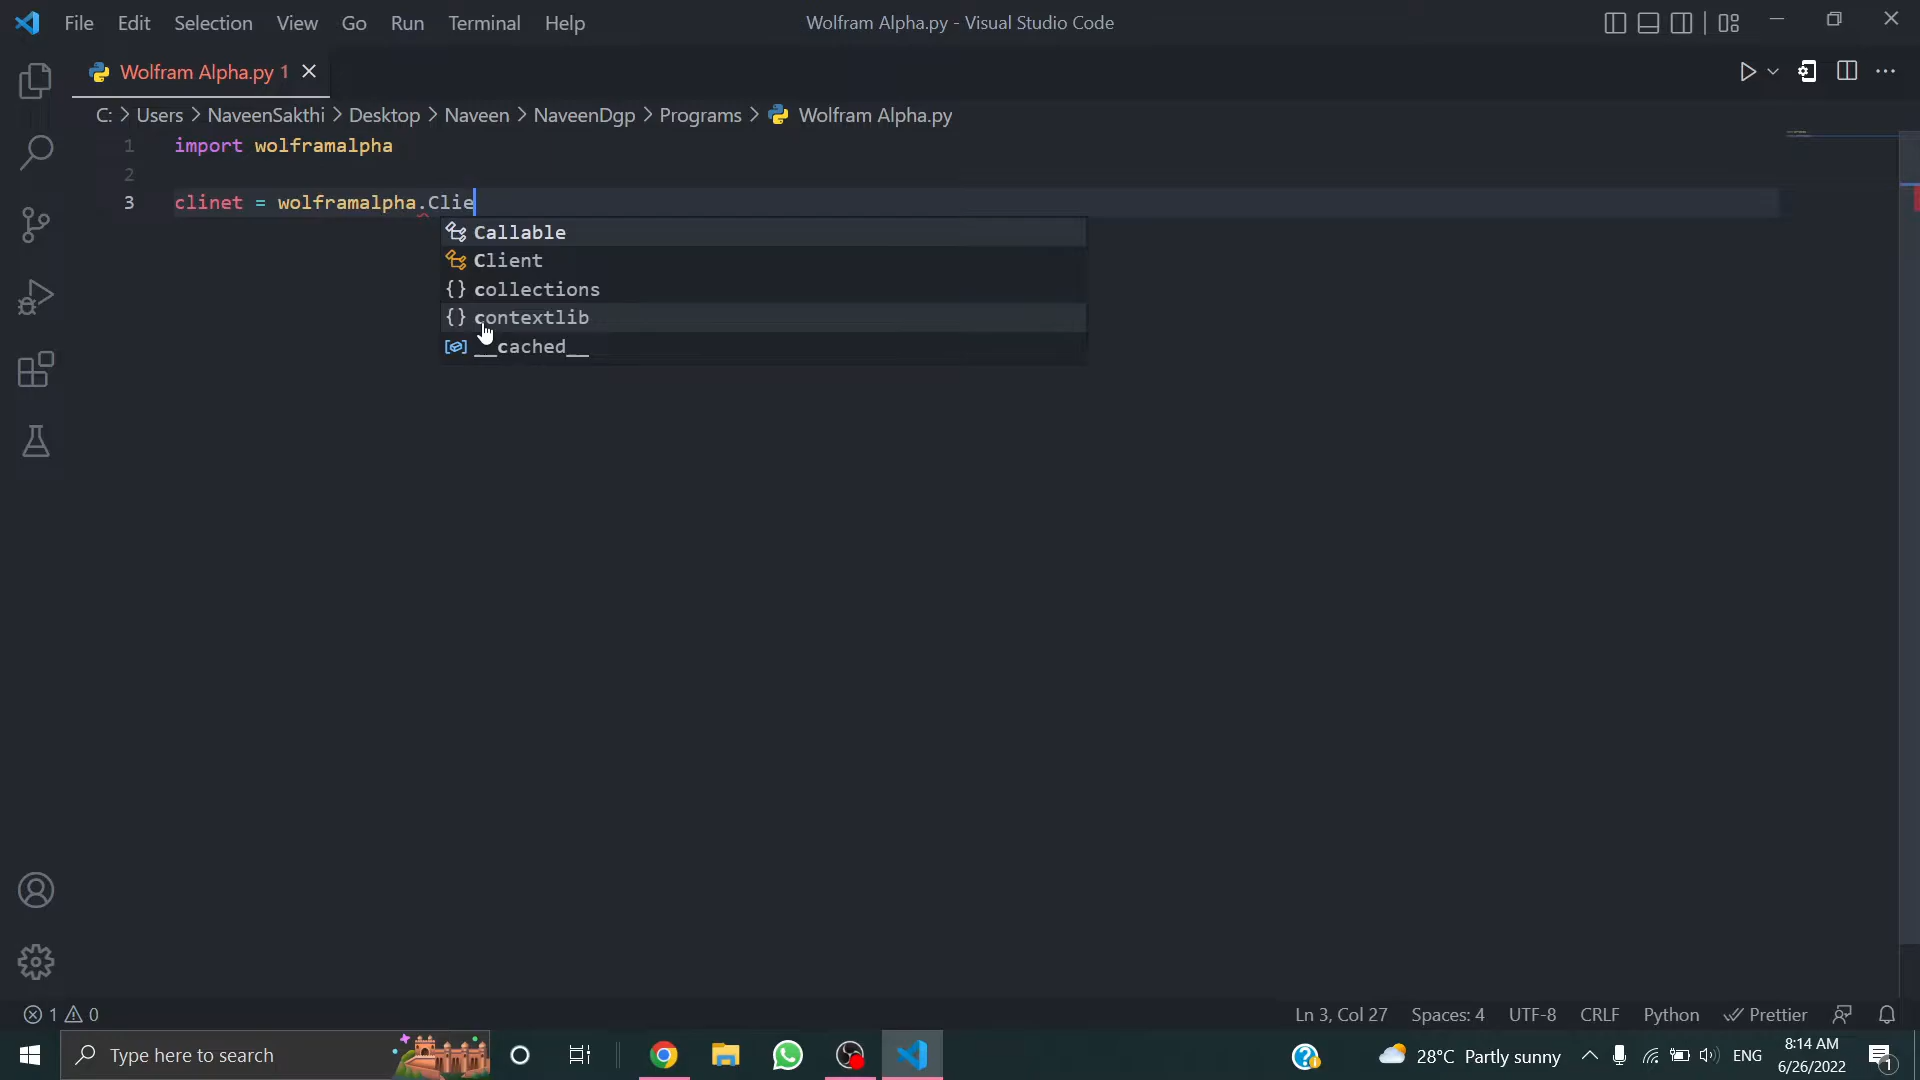 File Edit Selection View Go Run Terminal Help Wolfram Alpha.py - Visual Studio Code
Wolfram Alpha.py 1
C: > Users > NaveenSakthi > Desktop > Naveen > NaveenDgp > Programs > Wolfram Alpha.py
1 import wolframalpha
2
3 clinet = wolframalpha.Clie
Callable
Client
{} collections
{} contextlib
__cached__
1 0 Ln 3, Col 27 Spaces: 4 UTF-8 CRLF Python Prettier
Type here to search 28°C Partly sunny ENG 8:14 AM
6/26/2022 1